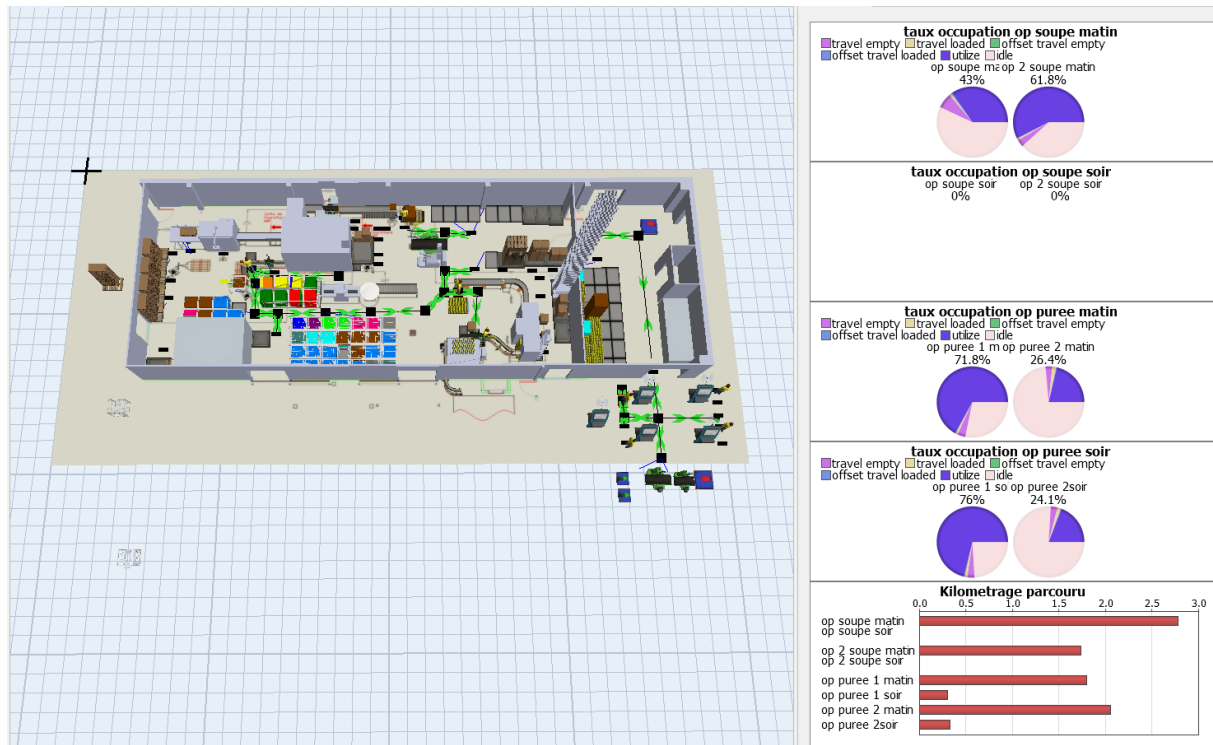 taux occupation op soupe matin
travel empty travel loaded offset travel empty
offset travel loaded utilize idle
op soupe ma op 2 soupe matin
43% 61.8%
taux occupation op soupe soir
op soupe soir op 2 soupe soir
0% 0%
taux occupation op puree matin
travel empty travel loaded offset travel empty
offset travel loaded utilize idle
op puree 1 m op puree 2 matin
71.8% 26.4%
taux occupation op puree soir
travel empty travel loaded offset travel empty
offset travel loaded utilize idle
op puree 1 so op puree 2soir
76% 24.1%
Kilometrage parcouru
0.0 0.5 1.0 1.5 2.0 2.5 3.0
op soupe matin
op soupe soir
op 2 soupe matin
op 2 soupe soir
op puree 1 matin
op puree 1 soir
op puree 2 matin
op puree 2soir